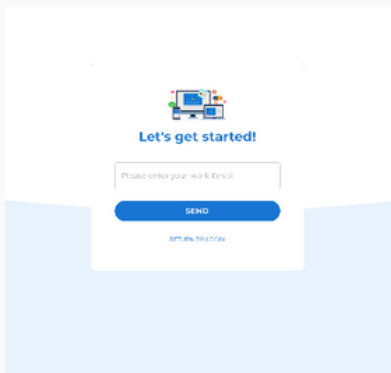 Let's get started!
Please enter your work Email
SEND
RETURN TO LOGIN